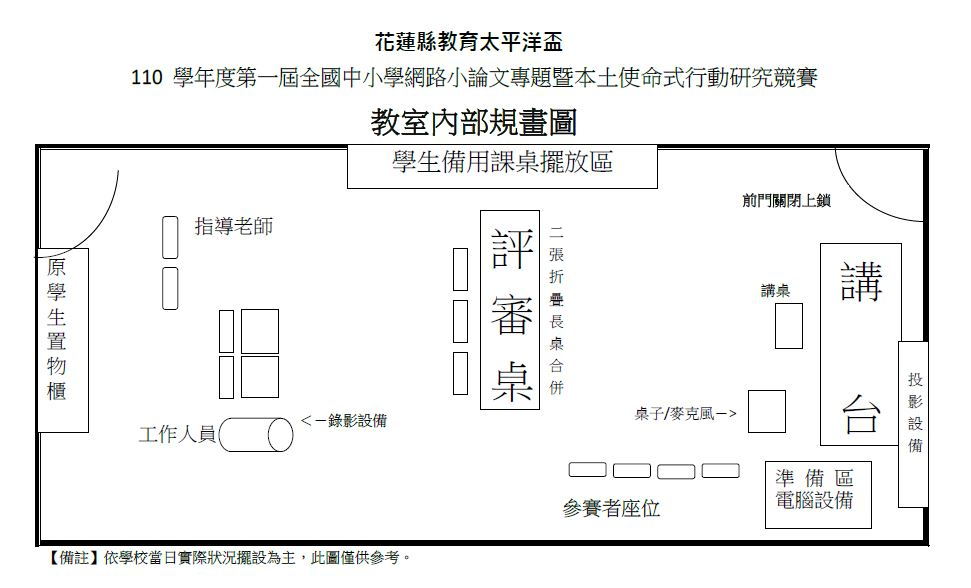 花蓮縣教育太平洋盃
110 學年度第一屆全國中小學網路小論文專題暨本土使命式行動研究競賽
教室內部規畫圖
學生備用課桌擺放區
前門關閉上鎖
指導老師
原學生置物櫃
評審桌
二張折疊長桌合併
講台
講桌
投影設備
桌子/麥克風－>
<－錄影設備
工作人員
準備區
電腦設備
參賽者座位
【備註】依學校當日實際狀況擺設為主，此圖僅供參考。